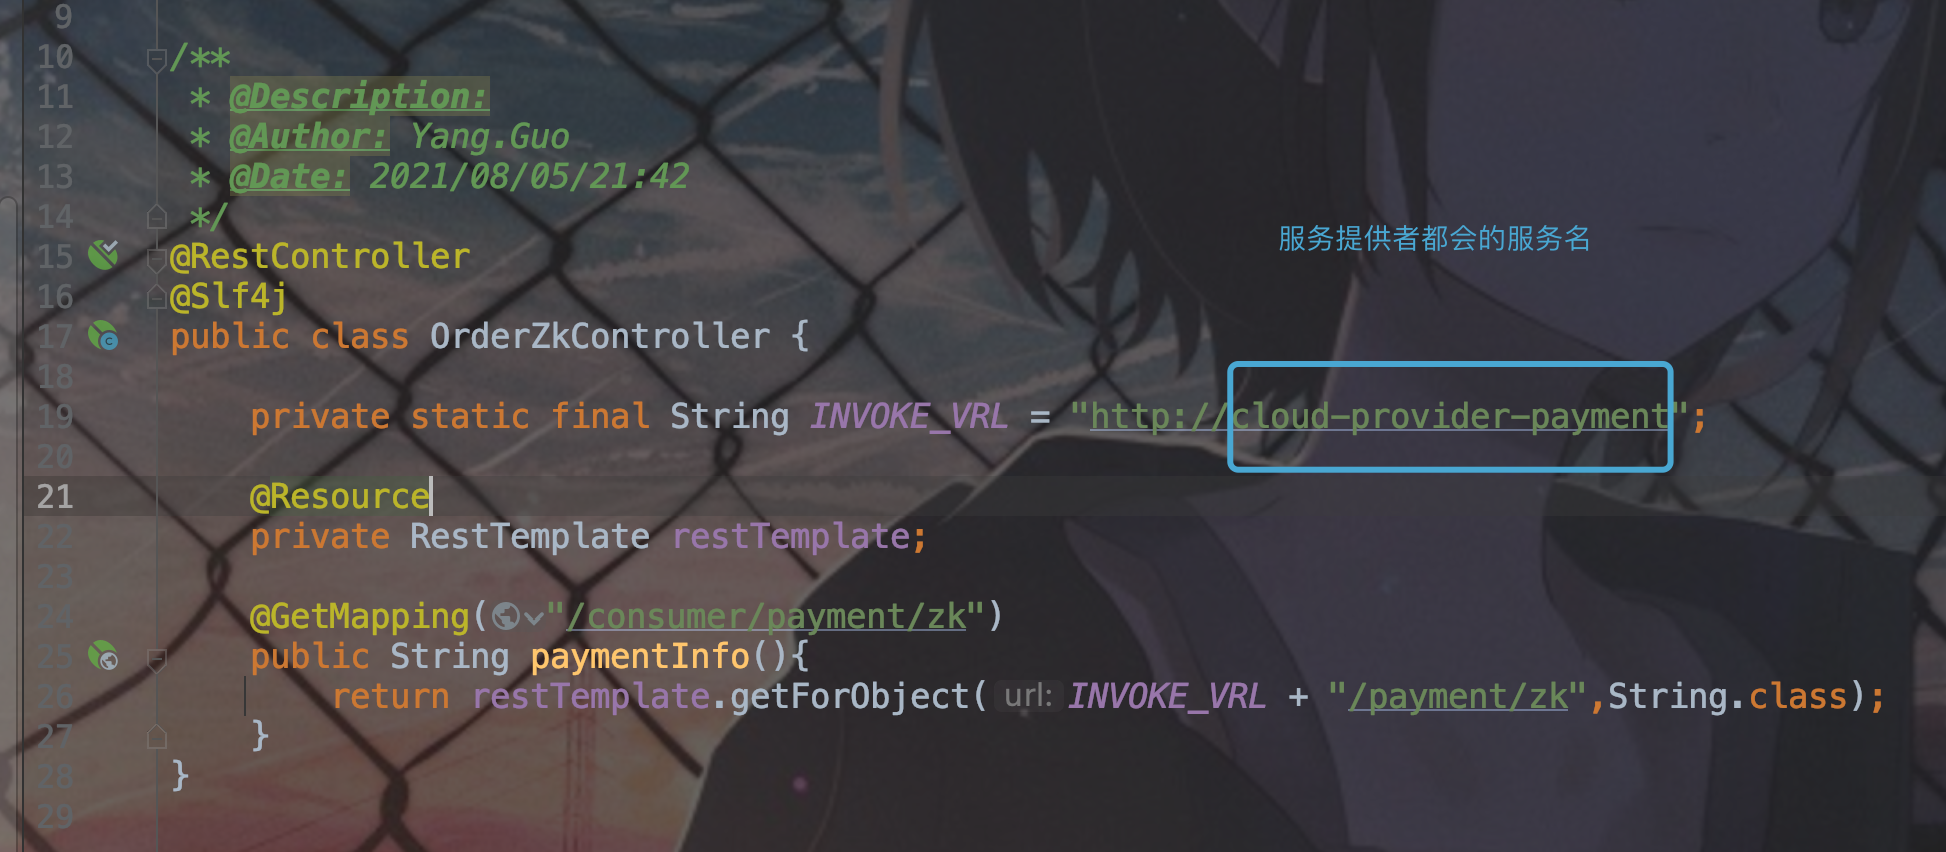 9
10 /**
11 * @Description:
12 * @Author: Yang.Guo
13 * @Date: 2021/08/05/21:42
14 */
服务提供者都会的服务名
15 @RestController
16 @Slf4j
17 public class OrderZkController {
18
19 private static final String INVOKE_VRL = "http://cloud-provider-payment";
20
21 @Resource
22 private RestTemplate restTemplate;
23
24 @GetMapping("/consumer/payment/zk")
25 public String paymentInfo(){
26 return restTemplate.getForObject( url: INVOKE_VRL + "/payment/zk",String.class);
27 }
28 }
29